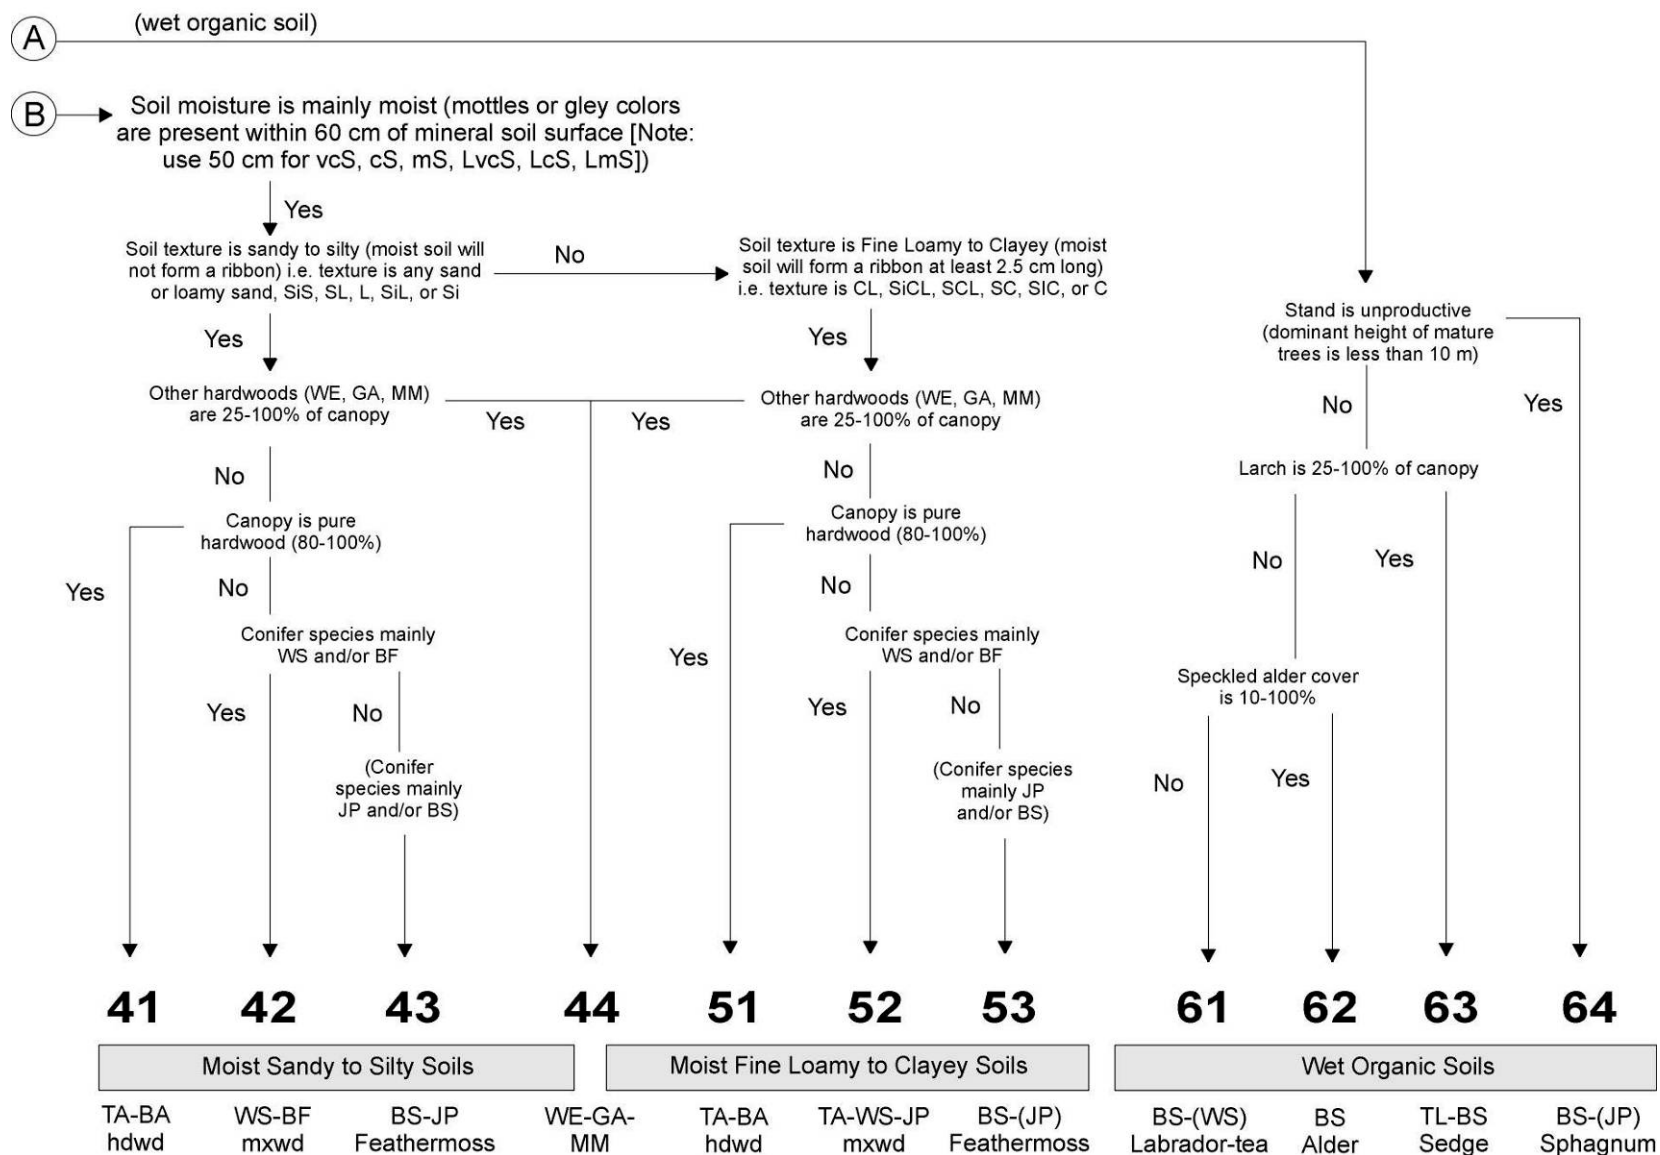 A
(wet organic soil)
B
Soil moisture is mainly moist (mottles or gley colors
are present within 60 cm of mineral soil surface [Note:
use 50 cm for vcS, cS, mS, LvcS, LcS, LmS])
Yes
Soil texture is sandy to silty (moist soil will
not form a ribbon) i.e. texture is any sand
or loamy sand, SiS, SL, L, SiL, or Si
No
Soil texture is Fine Loamy to Clayey (moist
soil will form a ribbon at least 2.5 cm long)
i.e. texture is CL, SiCL, SCL, SC, SIC, or C
Yes
Yes
Other hardwoods (WE, GA, MM)
are 25-100% of canopy
Yes
Yes
Other hardwoods (WE, GA, MM)
are 25-100% of canopy
No
No
Canopy is pure
hardwood (80-100%)
Canopy is pure
hardwood (80-100%)
Yes
No
Yes
No
Conifer species mainly
WS and/or BF
Conifer species mainly
WS and/or BF
Yes
No
Yes
No
(Conifer
species mainly
JP and/or BS)
(Conifer species
mainly JP
and/or BS)
Stand is unproductive
(dominant height of mature
trees is less than 10 m)
No
Yes
Larch is 25-100% of canopy
No
Yes
Speckled alder cover
is 10-100%
No
Yes
41
42
43
44
51
52
53
61
62
63
64
Moist Sandy to Silty Soils
Moist Fine Loamy to Clayey Soils
Wet Organic Soils
TA-BA
hdwd
WS-BF
mxwd
BS-JP
Feathermoss
WE-GA-
MM
TA-BA
hdwd
TA-WS-JP
mxwd
BS-(JP)
Feathermoss
BS-(WS)
Labrador-tea
BS
Alder
TL-BS
Sedge
BS-(JP)
Sphagnum